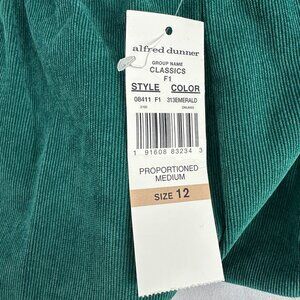 alfred dunner
GROUP NAME
CLASSICS
F1
STYLE COLOR
08411 F1 313EMERALD
1 91608 83234 3
PROPORTIONED
MEDIUM
SIZE 12